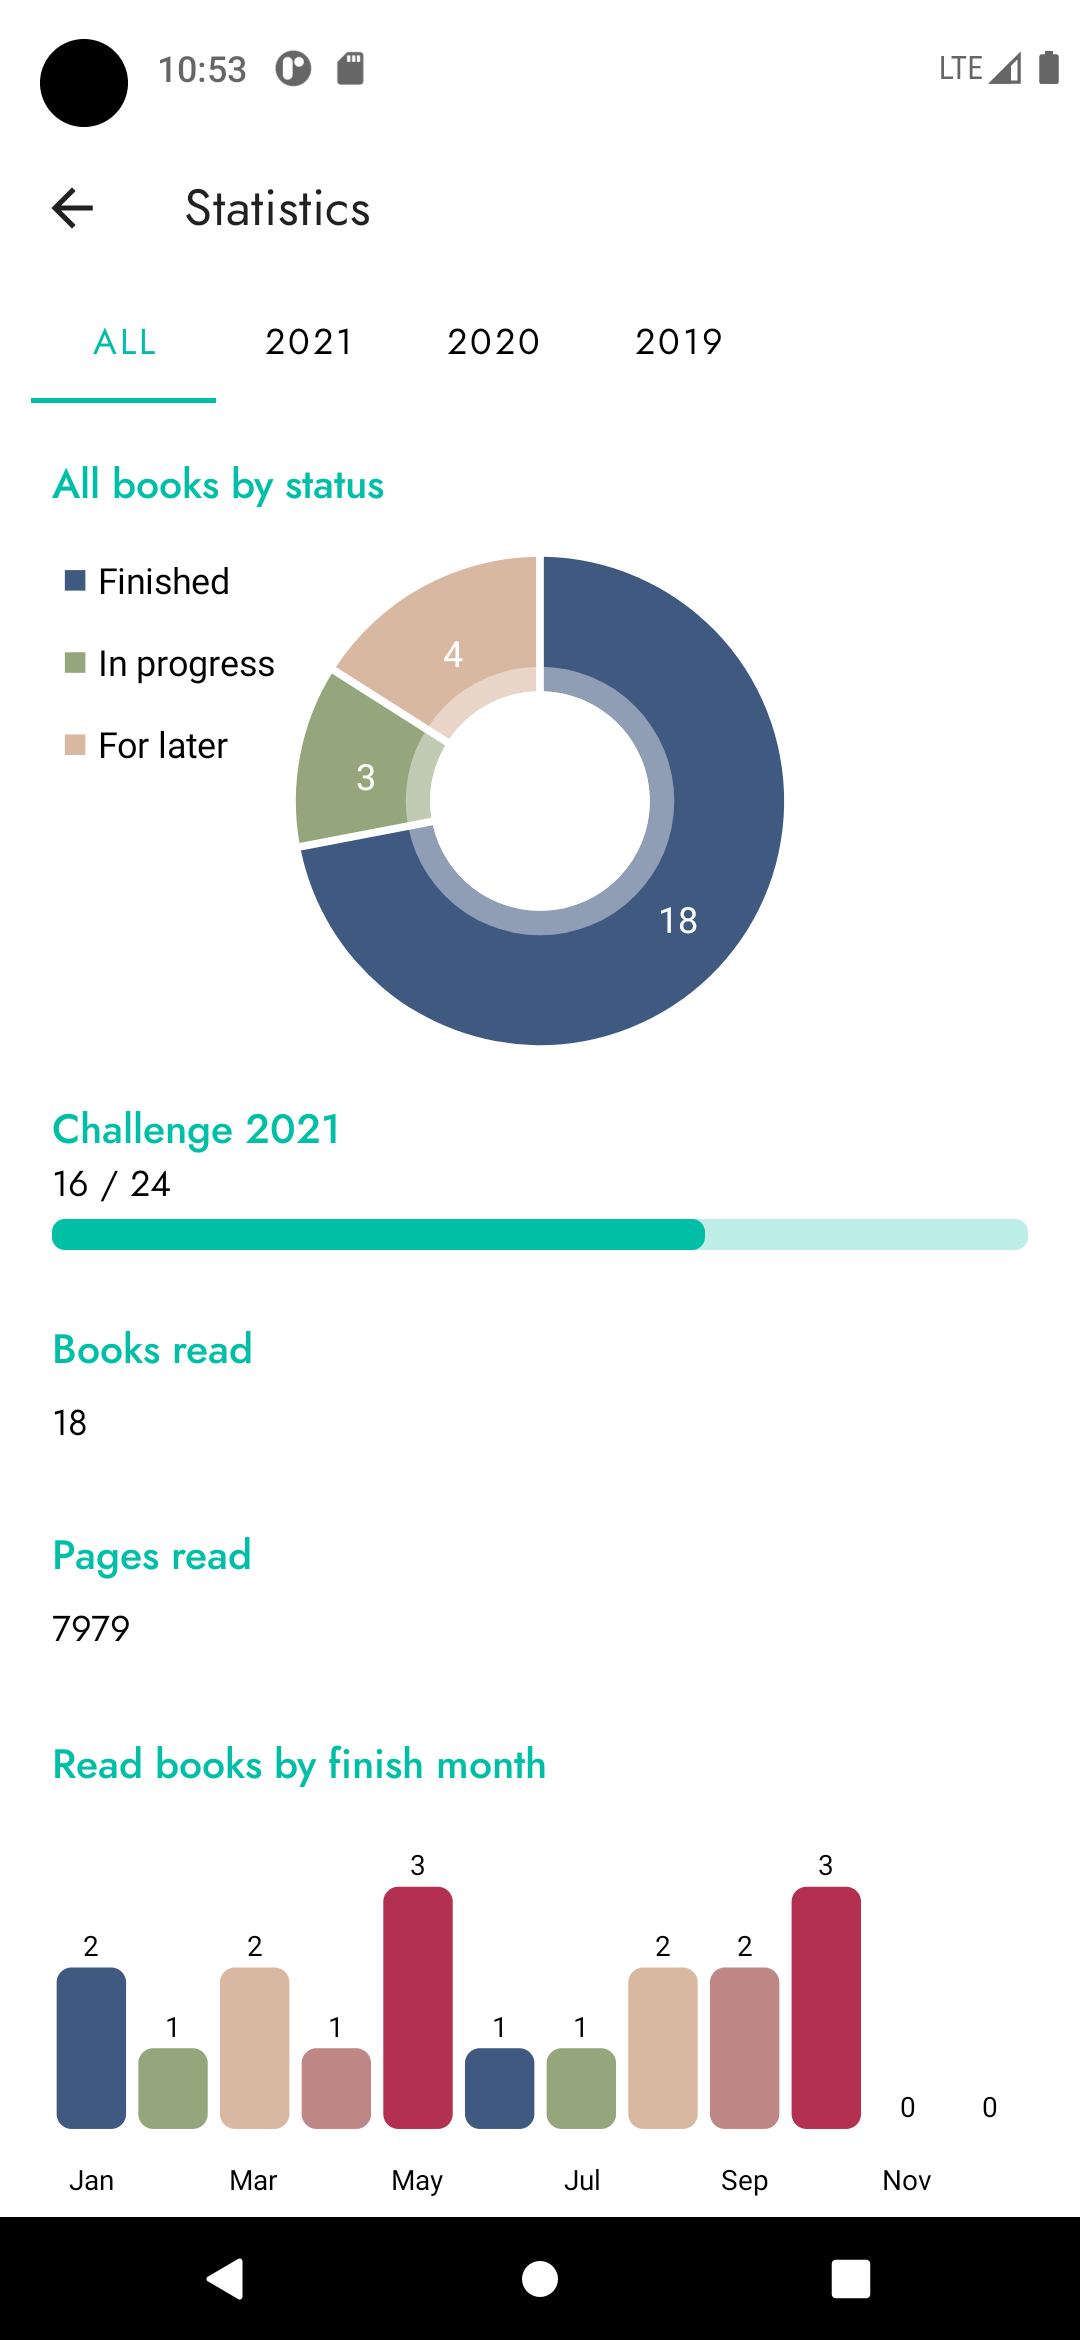 10:53
LTE
Statistics
ALL 2021 2020 2019
All books by status
Finished
In progress
For later
4
3
18
Challenge 2021
16 / 24
Books read
18
Pages read
7979
Read books by finish month
2 1 2 1 3 1 1 2 2 3 0 0
Jan Mar May Jul Sep Nov